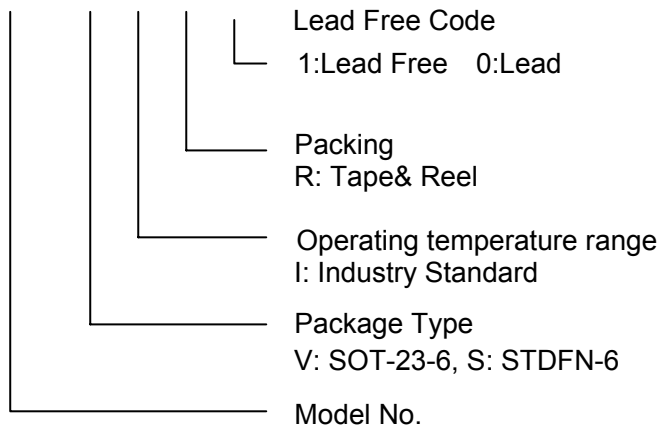 Lead Free Code
1:Lead Free 0:Lead
Packing
R: Tape& Reel
Operating temperature range
I: Industry Standard
Package Type
V: SOT-23-6, S: STDFN-6
Model No.